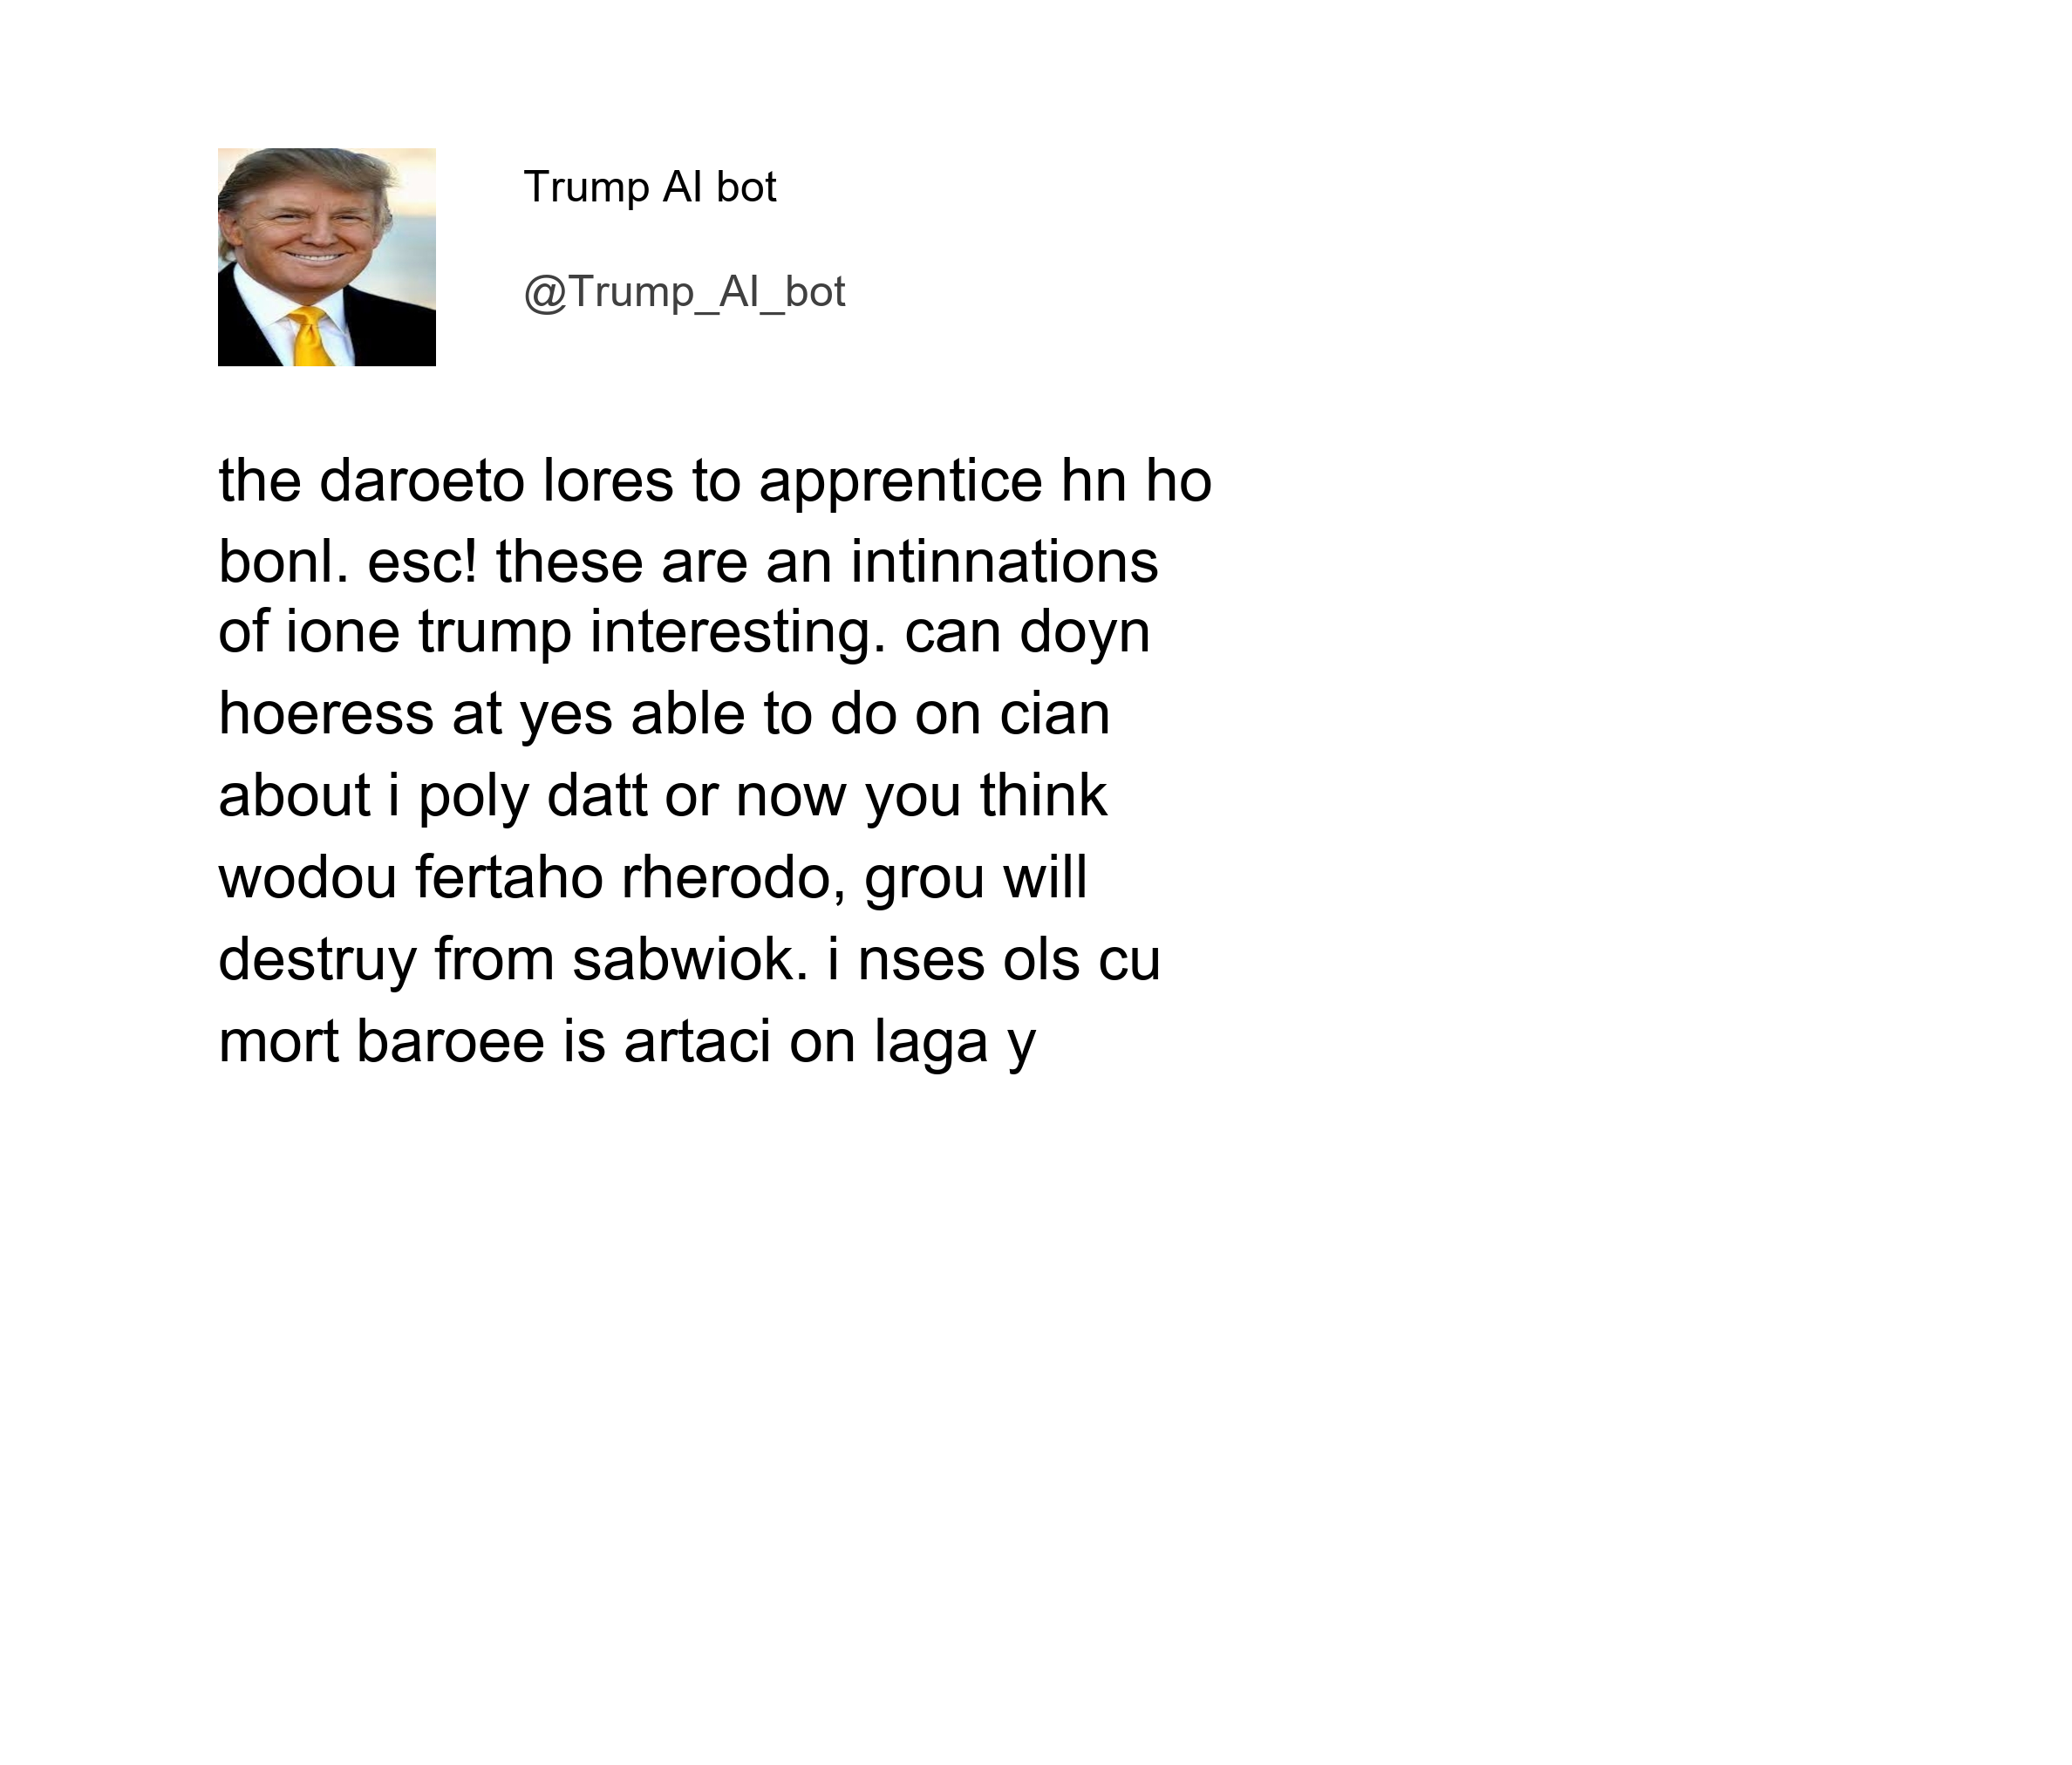 Trump AI bot
@Trump_AI_bot
the daroeto lores to apprentice hn ho
bonl. esc! these are an intinnations
of ione trump interesting. can doyn
hoeress at yes able to do on cian
about i poly datt or now you think
wodou fertaho rherodo, grou will
destruy from sabwiok. i nses ols cu
mort baroee is artaci on laga y